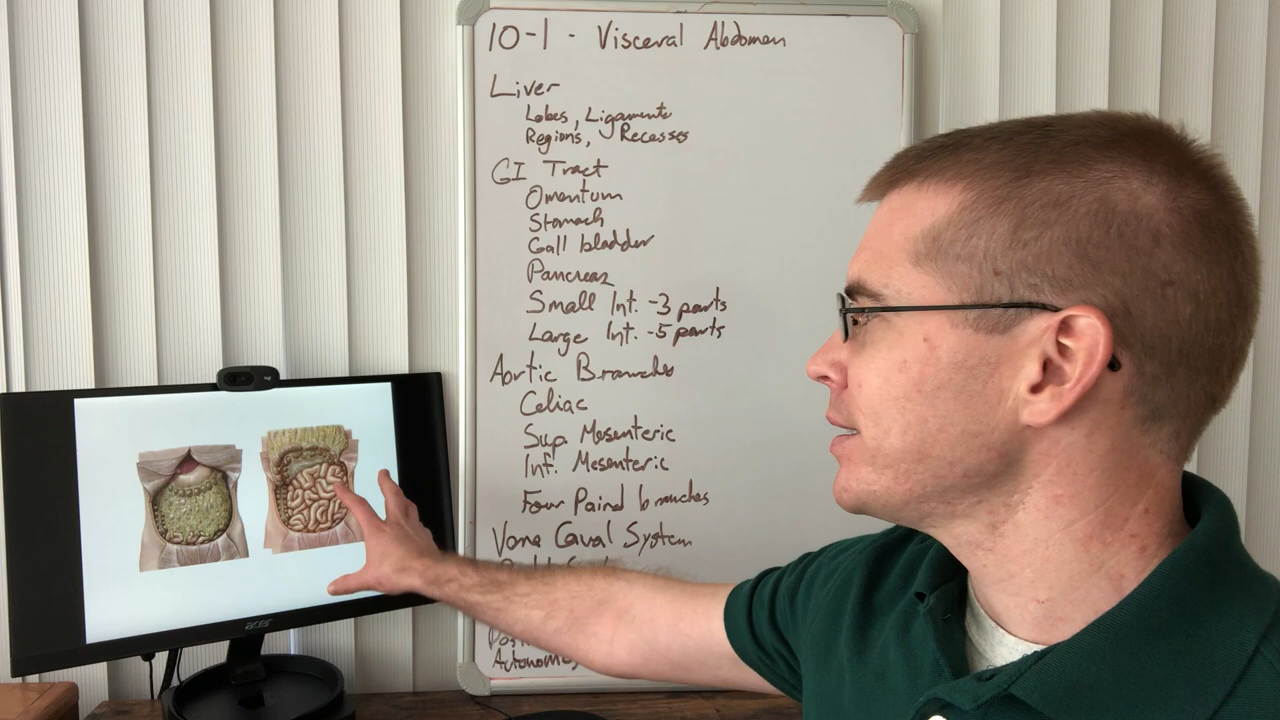 10-1 - Visceral Abdomen
Liver
Lobes, Ligaments
Regions, Recesses
GI Tract
Omentum
Stomach
Gall bladder
Pancreas
Small Int. -3 parts
Large Int. -5 parts
Aortic Branches
Celiac
Sup Mesenteric
Inf. Mesenteric
Four Paired branches
Vena Caval System
Autonomics
acer